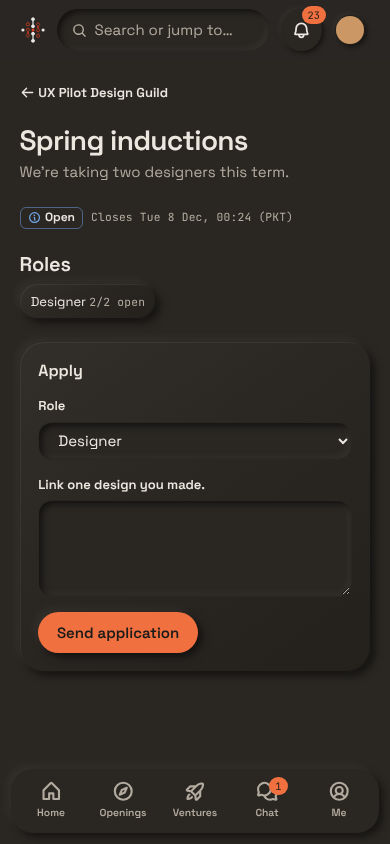 Search or jump to...
23
← UX Pilot Design Guild
Spring inductions
We're taking two designers this term.
Open Closes Tue 8 Dec, 00:24 (PKT)
Roles
Designer 2/2 open
Apply
Role
Designer
Link one design you made.
Send application
1
Home Openings Ventures Chat Me